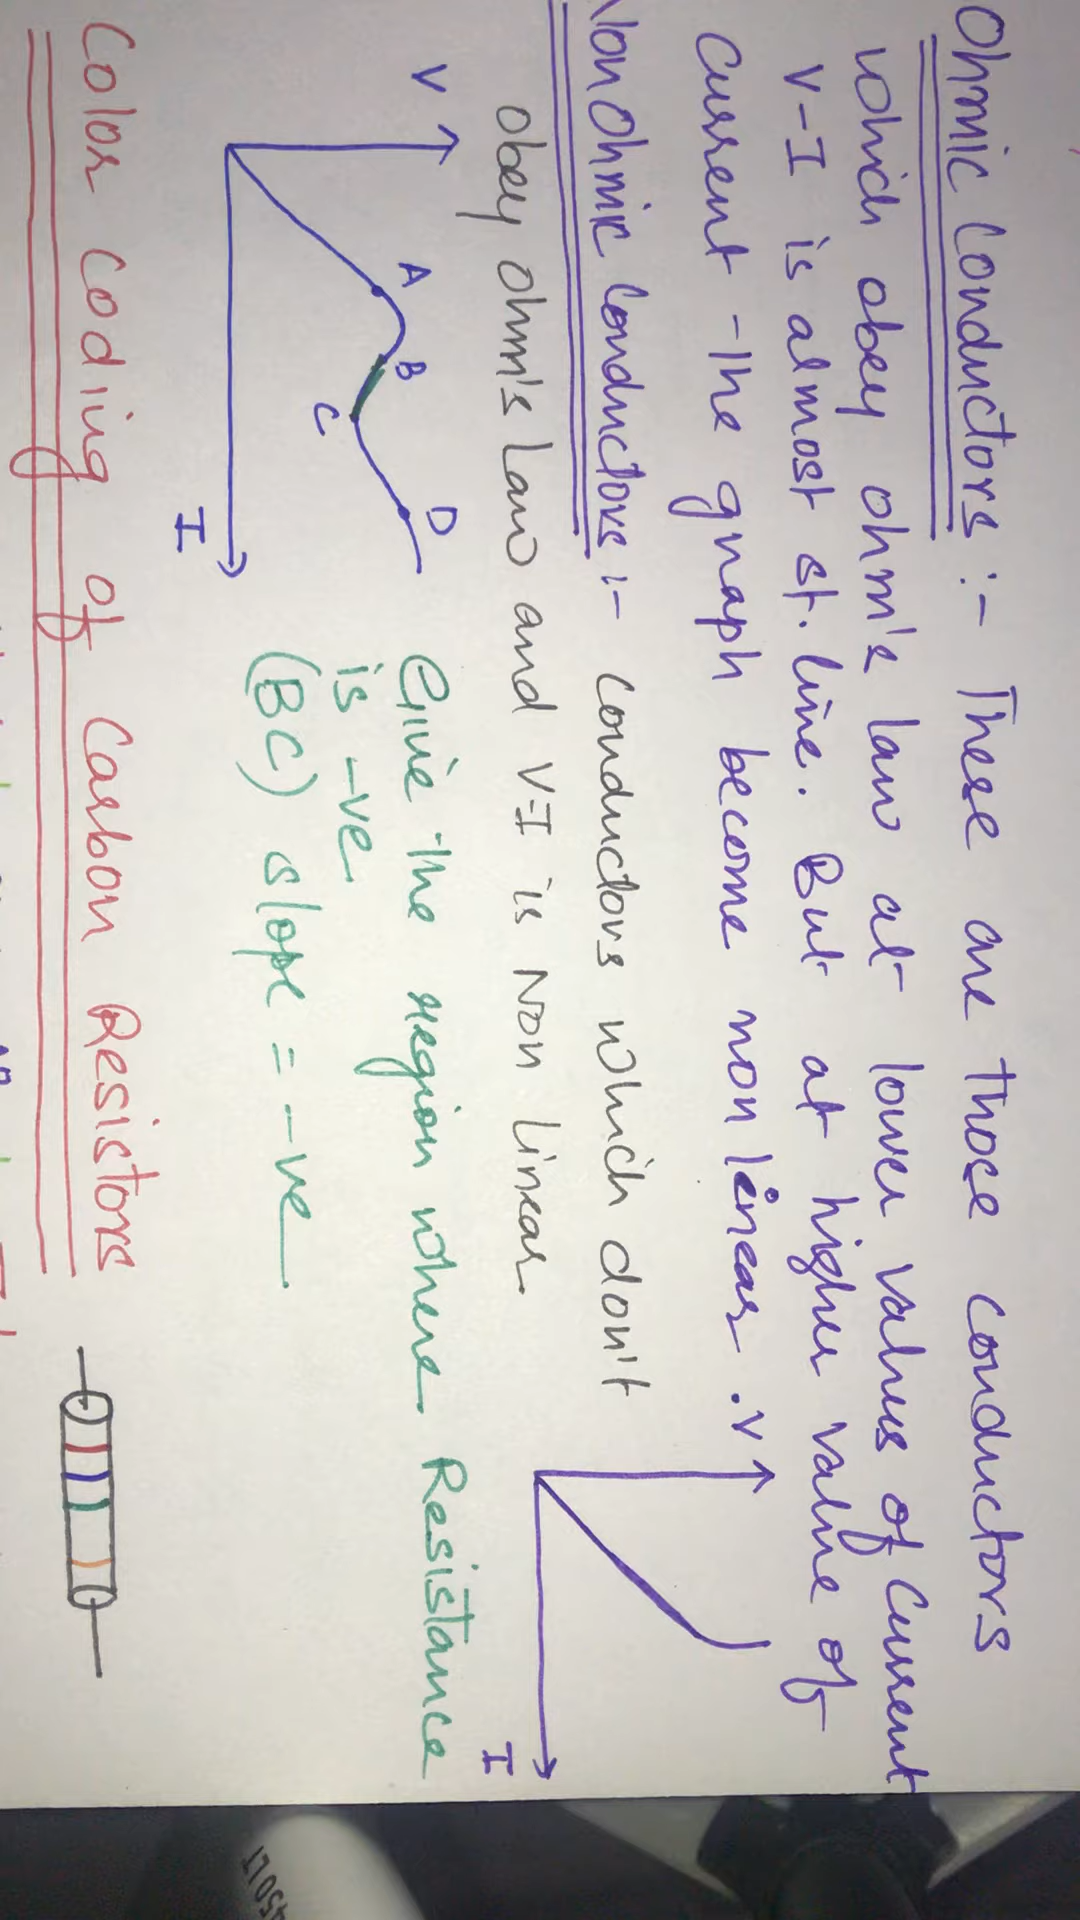 Ohmic Conductors :- These are those conductors
which obey ohm's law at lower values of current
V-I is almost st. line. But at higher value of
current the graph become non linear.
V
I
Non Ohmic Conductors :- Conductors which don't
obey ohm's law and V-I is Non Linear.
V
A
B
C
D
I
Give the region where Resistance
is -ve.
(BC) slope = -ve
Color Coding of Carbon Resistors
450LT